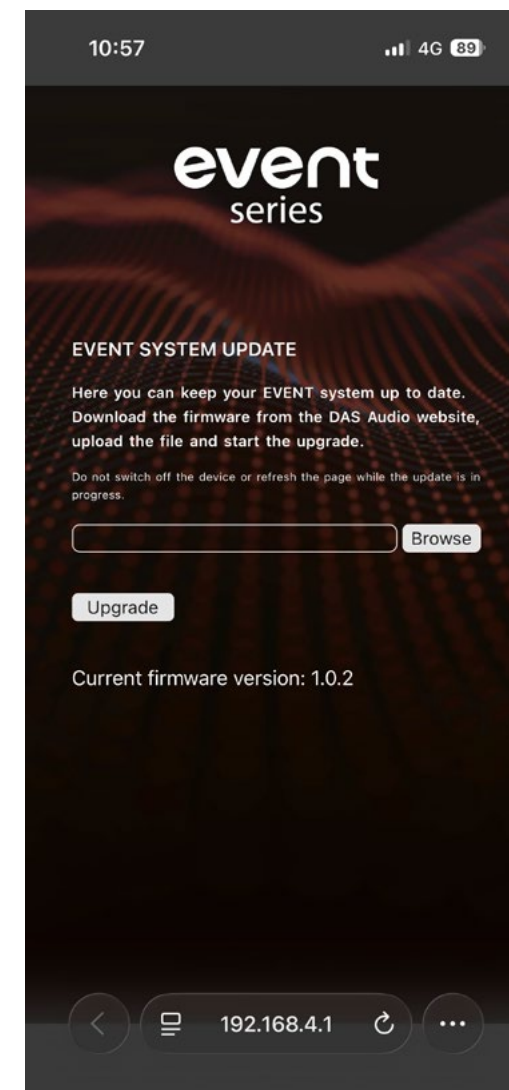 10:57 4G 89
event
series
EVENT SYSTEM UPDATE
Here you can keep your EVENT system up to date.
Download the firmware from the DAS Audio website,
upload the file and start the upgrade.
Do not switch off the device or refresh the page while the update is in
progress.
Browse
Upgrade
Current firmware version: 1.0.2
192.168.4.1